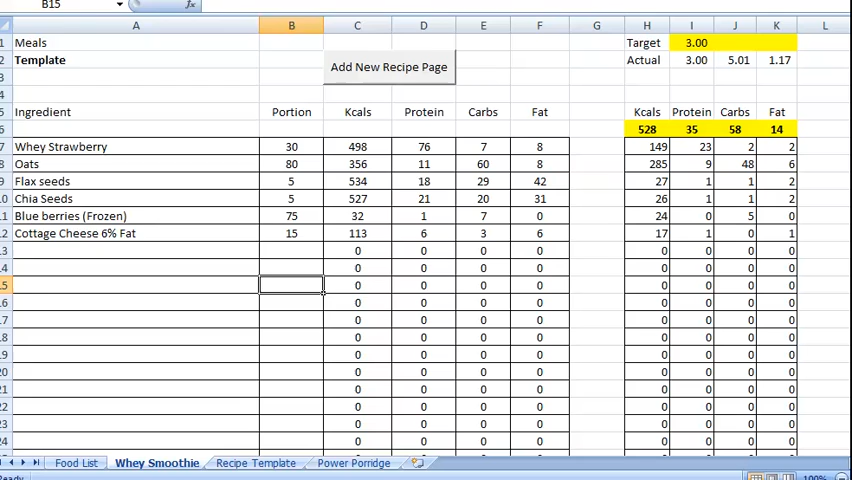 B15 fx
A B C D E F G H I J K L
1 Meals Target 3.00
2 Template Add New Recipe Page Actual 3.00 5.01 1.17
3
4
5 Ingredient Portion Kcals Protein Carbs Fat Kcals Protein Carbs Fat
6 528 35 58 14
7 Whey Strawberry 30 498 76 7 8 149 23 2 2
8 Oats 80 356 11 60 8 285 9 48 6
9 Flax seeds 5 534 18 29 42 27 1 1 2
10 Chia Seeds 5 527 21 20 31 26 1 1 2
11 Blue berries (Frozen) 75 32 1 7 0 24 0 5 0
12 Cottage Cheese 6% Fat 15 113 6 3 6 17 1 0 1
13 0 0 0 0 0 0 0 0
14 0 0 0 0 0 0 0 0
15 0 0 0 0 0 0 0 0
16 0 0 0 0 0 0 0 0
17 0 0 0 0 0 0 0 0
18 0 0 0 0 0 0 0 0
19 0 0 0 0 0 0 0 0
20 0 0 0 0 0 0 0 0
21 0 0 0 0 0 0 0 0
22 0 0 0 0 0 0 0 0
23 0 0 0 0 0 0 0 0
24 0 0 0 0 0 0 0 0
Food List Whey Smoothie Recipe Template Power Porridge
Ready 100%